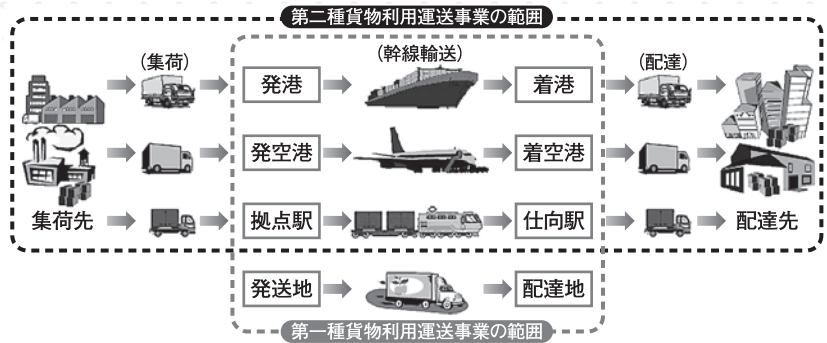 第二種貨物利用運送事業の範囲
(集荷)
(幹線輸送)
(配達)
発港
着港
発空港
着空港
集荷先
拠点駅
仕向駅
配達先
発送地
配達地
第一種貨物利用運送事業の範囲